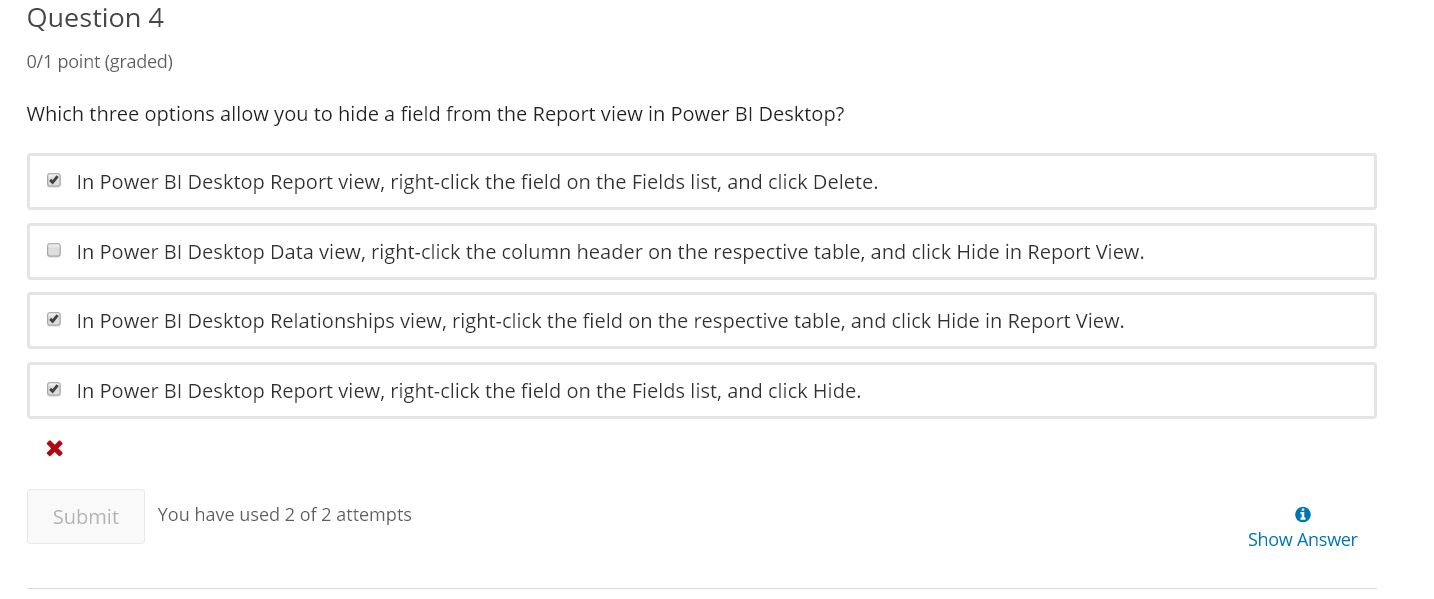 Question 4
0/1 point (graded)
Which three options allow you to hide a field from the Report view in Power BI Desktop?
In Power BI Desktop Report view, right-click the field on the Fields list, and click Delete.
In Power BI Desktop Data view, right-click the column header on the respective table, and click Hide in Report View.
In Power BI Desktop Relationships view, right-click the field on the respective table, and click Hide in Report View.
In Power BI Desktop Report view, right-click the field on the Fields list, and click Hide.
Submit You have used 2 of 2 attempts
Show Answer